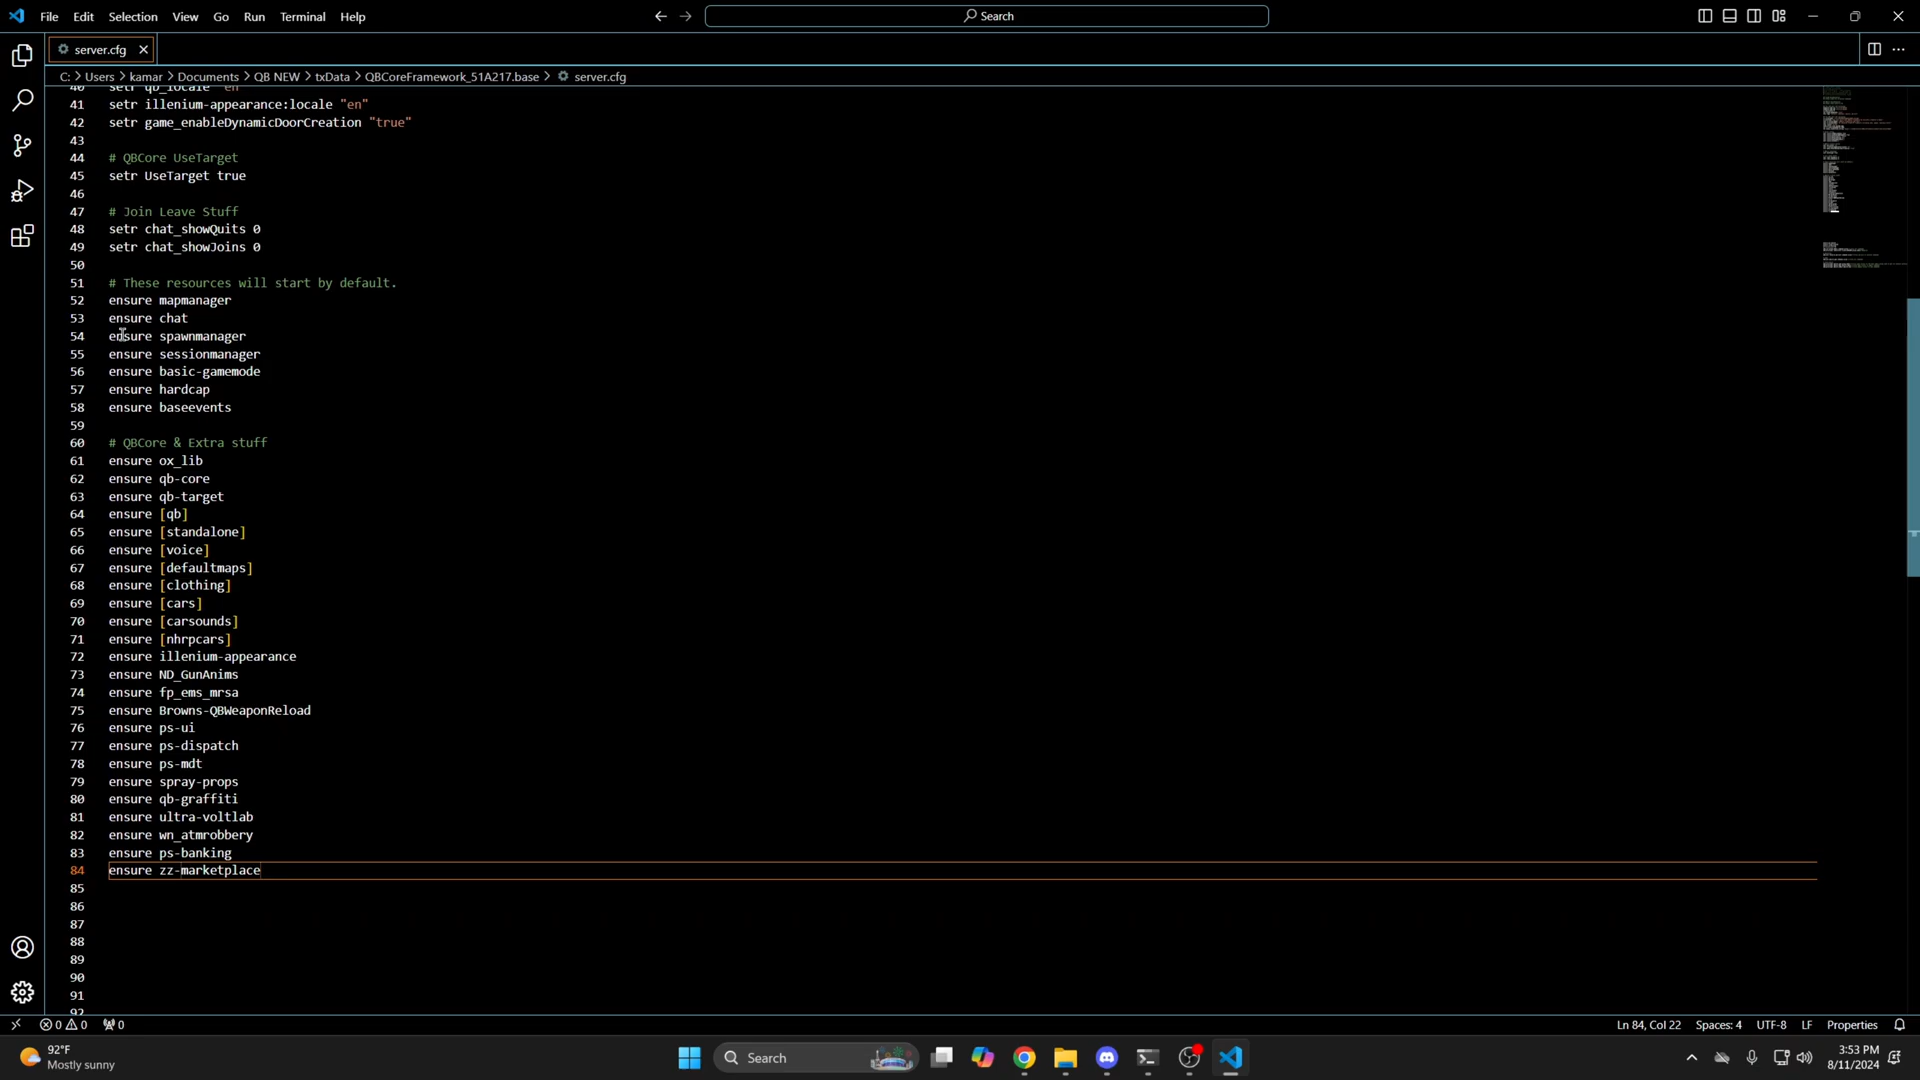 File Edit Selection View Go Run Terminal Help
Search
server.cfg
C: > Users > kamar > Documents > QB NEW > txData > QBCoreFramework_51A217.base > server.cfg
40 setr qb_locale "en"
41 setr illenium-appearance:locale "en"
42 setr game_enableDynamicDoorCreation "true"
43
44 # QBCore UseTarget
45 setr UseTarget true
46
47 # Join Leave Stuff
48 setr chat_showQuits 0
49 setr chat_showJoins 0
50
51 # These resources will start by default.
52 ensure mapmanager
53 ensure chat
54 ensure spawnmanager
55 ensure sessionmanager
56 ensure basic-gamemode
57 ensure hardcap
58 ensure baseevents
59
60 # QBCore & Extra stuff
61 ensure ox_lib
62 ensure qb-core
63 ensure qb-target
64 ensure [qb]
65 ensure [standalone]
66 ensure [voice]
67 ensure [defaultmaps]
68 ensure [clothing]
69 ensure [cars]
70 ensure [carsounds]
71 ensure [nhrpcars]
72 ensure illenium-appearance
73 ensure ND_GunAnims
74 ensure fp_ems_mrsa
75 ensure Browns-QBWeaponReload
76 ensure ps-ui
77 ensure ps-dispatch
78 ensure ps-mdt
79 ensure spray-props
80 ensure qb-graffiti
81 ensure ultra-voltlab
82 ensure wn_atmrobbery
83 ensure ps-banking
84 ensure zz-marketplace
85
86
87
88
89
90
91
92
0 0 0
Ln 84, Col 22 Spaces: 4 UTF-8 LF Properties
92°F
Mostly sunny
Search
3:53 PM
8/11/2024